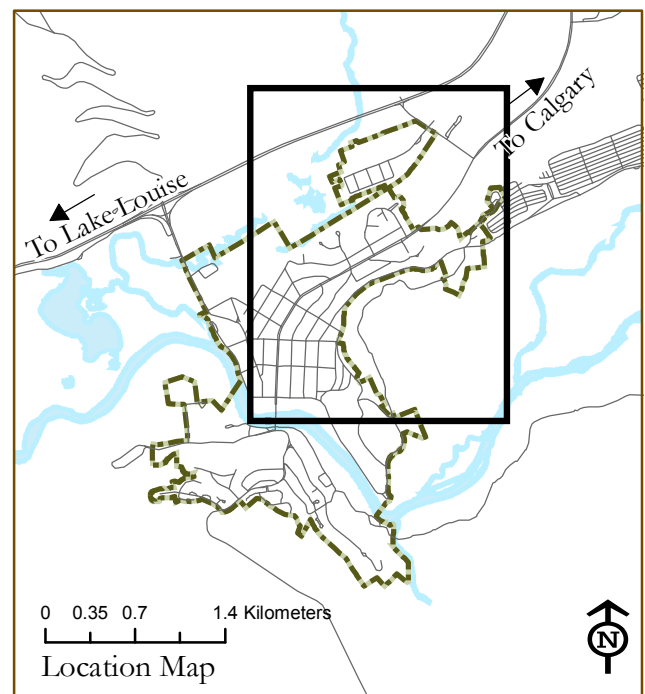 To Calgary
To Lake Louise
0 0.35 0.7 1.4 Kilometers
Location Map
N